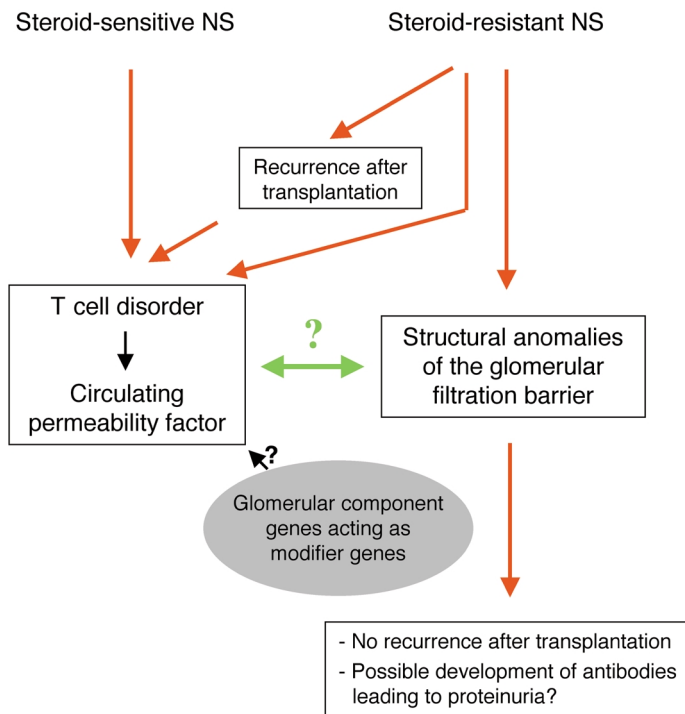 Steroid-sensitive NS
Steroid-resistant NS
Recurrence after
transplantation
T cell disorder
Circulating
permeability factor
?
Structural anomalies
of the glomerular
filtration barrier
?
Glomerular component
genes acting as
modifier genes
- No recurrence after transplantation
- Possible development of antibodies
leading to proteinuria?